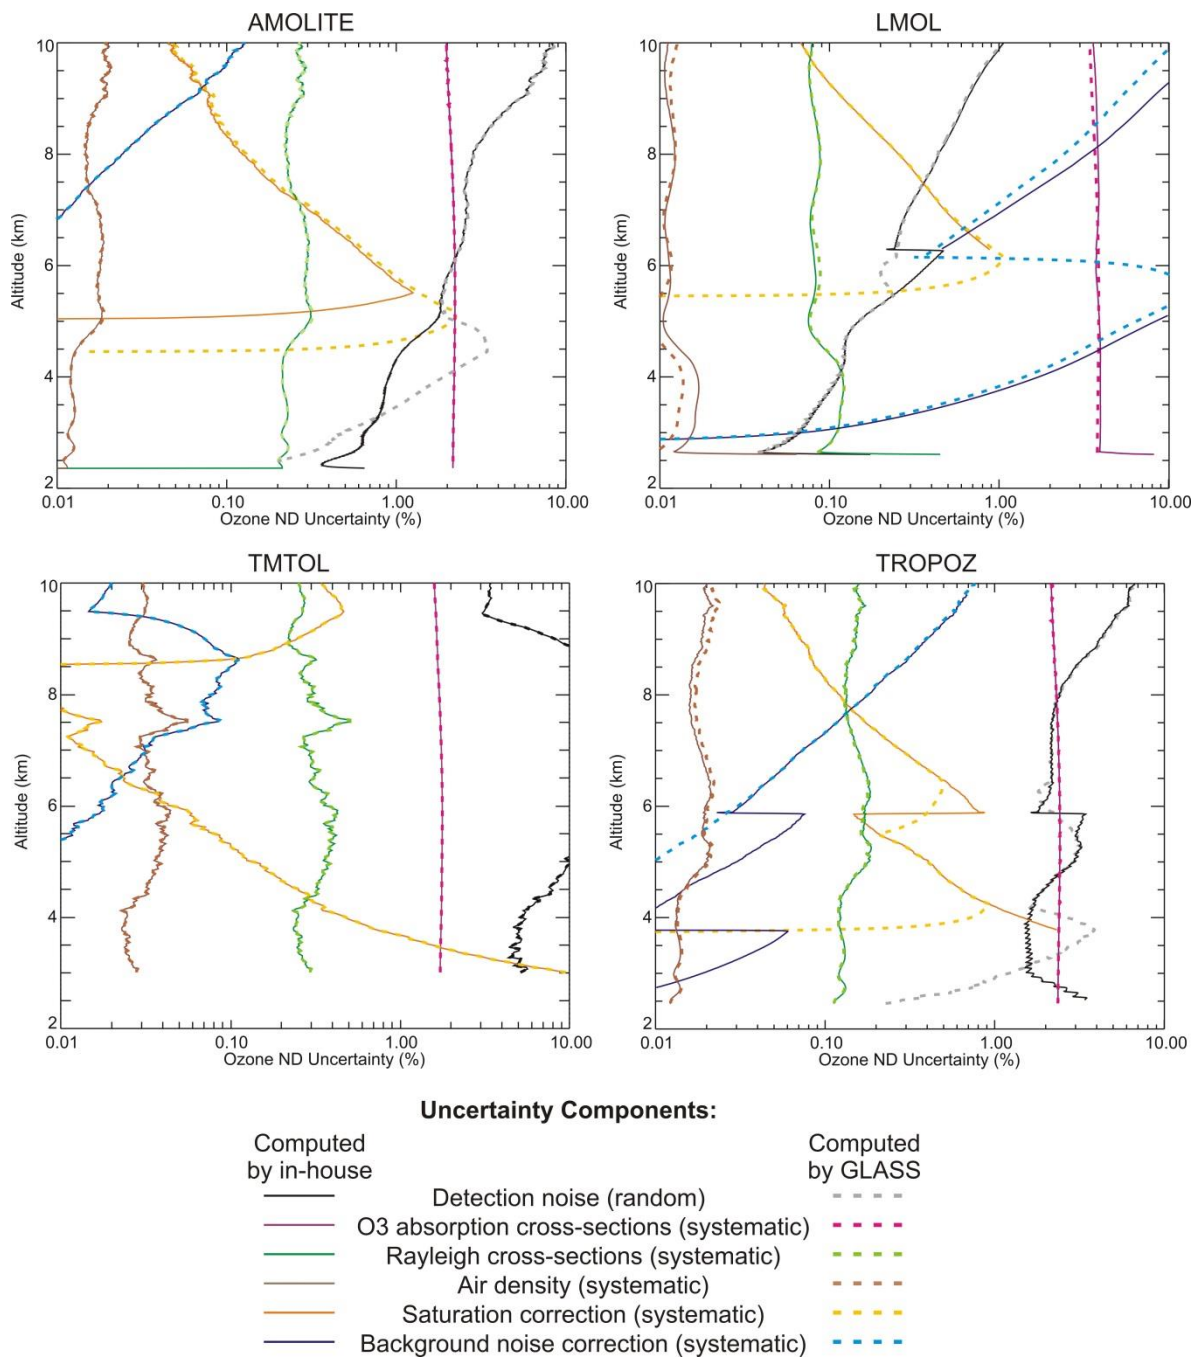 AMOLITE
10
8
6
4
2
Altitude (km)
0.01 0.10 1.00 10.00
Ozone ND Uncertainty (%)
LMOL
10
8
6
4
2
Altitude (km)
0.01 0.10 1.00 10.00
Ozone ND Uncertainty (%)
TMTOL
10
8
6
4
2
Altitude (km)
0.01 0.10 1.00 10.00
Ozone ND Uncertainty (%)
TROPOZ
10
8
6
4
2
Altitude (km)
0.01 0.10 1.00 10.00
Ozone ND Uncertainty (%)
Uncertainty Components:
Computed
by in-house
Computed
by GLASS
Detection noise (random)
O3 absorption cross-sections (systematic)
Rayleigh cross-sections (systematic)
Air density (systematic)
Saturation correction (systematic)
Background noise correction (systematic)